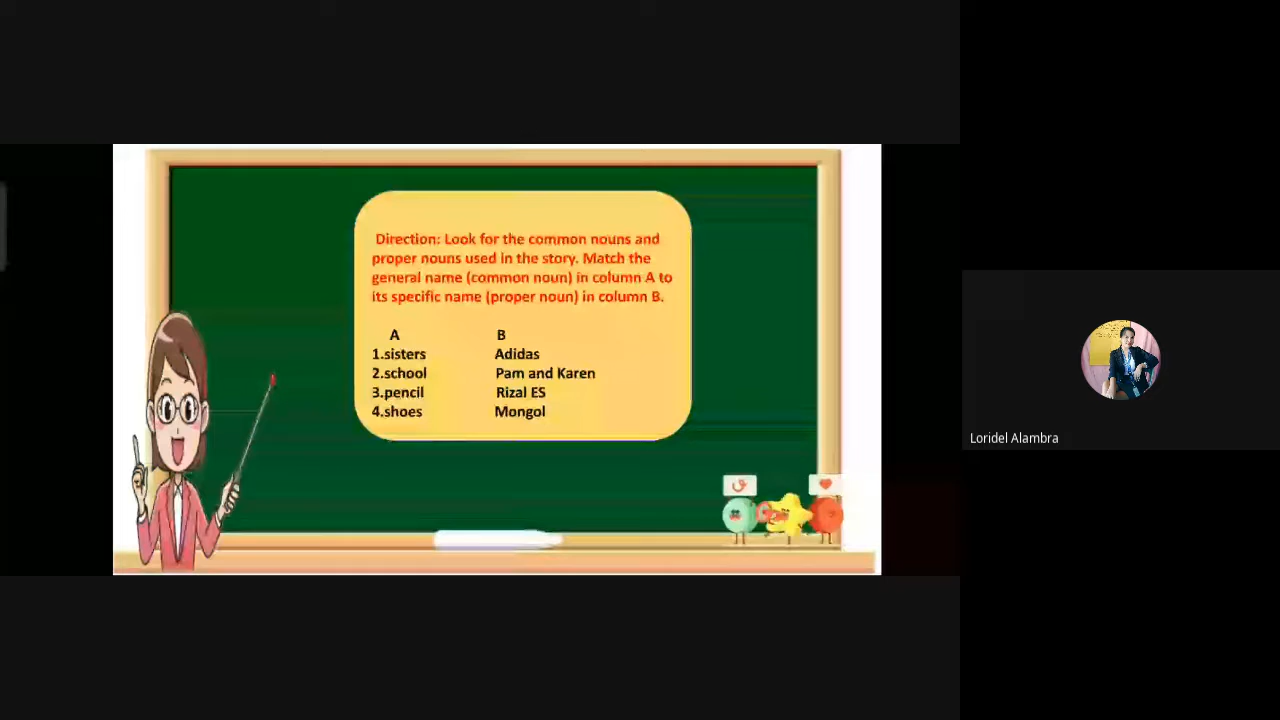 Direction: Look for the common nouns and
proper nouns used in the story. Match the
general name (common noun) in column A to
its specific name (proper noun) in column B.
A B
1.sisters Adidas
2.school Pam and Karen
3.pencil Rizal ES
4.shoes Mongol
Loridel Alambra